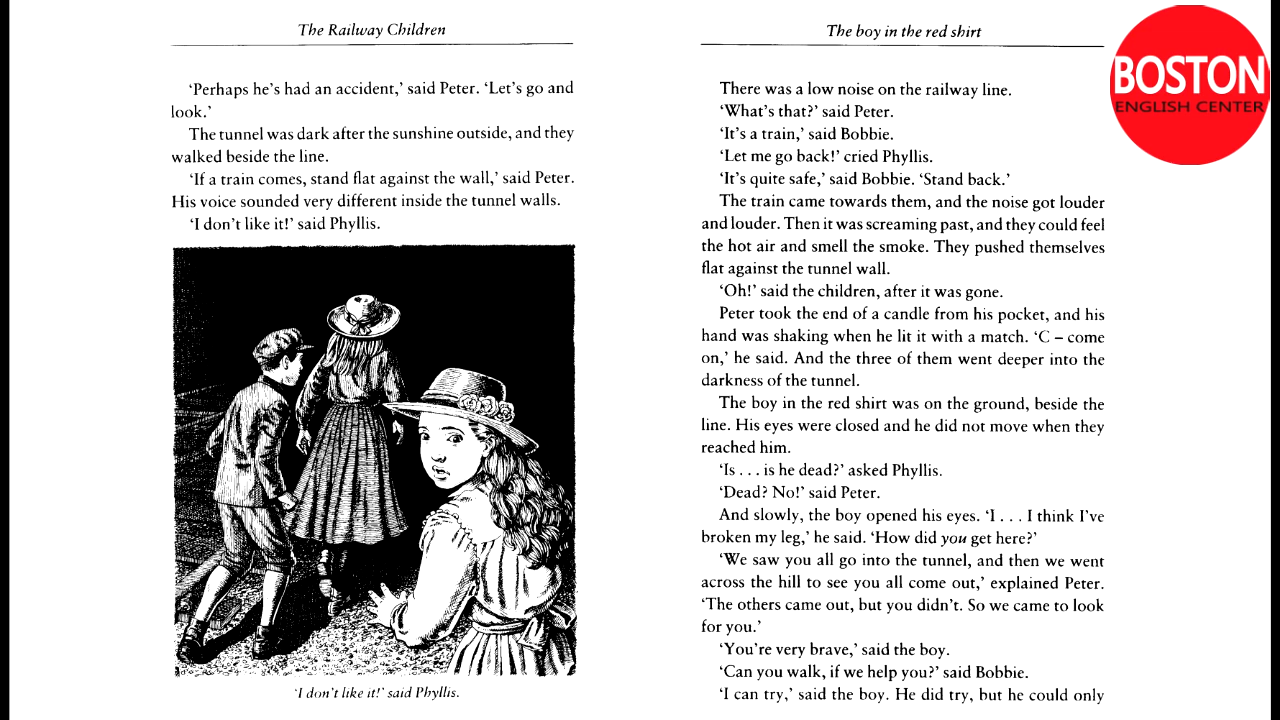 The Railway Children
‘Perhaps he’s had an accident,’ said Peter. ‘Let’s go and
look.’
The tunnel was dark after the sunshine outside, and they
walked beside the line.
‘If a train comes, stand flat against the wall,’ said Peter.
His voice sounded very different inside the tunnel walls.
‘I don’t like it!’ said Phyllis.
‘I don’t like it!’ said Phyllis.
The boy in the red shirt
There was a low noise on the railway line.
‘What’s that?’ said Peter.
‘It’s a train,’ said Bobbie.
‘Let me go back!’ cried Phyllis.
‘It’s quite safe,’ said Bobbie. ‘Stand back.’
The train came towards them, and the noise got louder
and louder. Then it was screaming past, and they could feel
the hot air and smell the smoke. They pushed themselves
flat against the tunnel wall.
‘Oh!’ said the children, after it was gone.
Peter took the end of a candle from his pocket, and his
hand was shaking when he lit it with a match. ‘C – come
on,’ he said. And the three of them went deeper into the
darkness of the tunnel.
The boy in the red shirt was on the ground, beside the
line. His eyes were closed and he did not move when they
reached him.
‘Is . . . is he dead?’ asked Phyllis.
‘Dead? No!’ said Peter.
And slowly, the boy opened his eyes. ‘I . . . I think I’ve
broken my leg,’ he said. ‘How did you get here?’
‘We saw you all go into the tunnel, and then we went
across the hill to see you all come out,’ explained Peter.
‘The others came out, but you didn’t. So we came to look
for you.’
‘You’re very brave,’ said the boy.
‘Can you walk, if we help you?’ said Bobbie.
‘I can try,’ said the boy. He did try, but he could only
BOSTON
ENGLISH CENTER